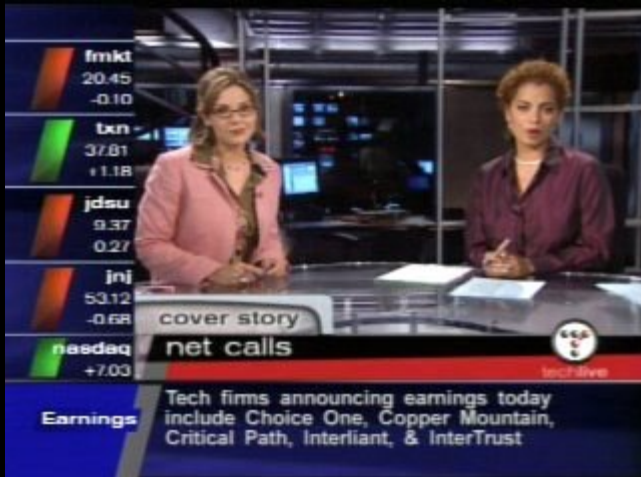 fmkt
20.45
-0.10
txn
37.81
+1.18
jdsu
9.37
0.27
jnj
53.12
-0.68
nasdaq
+7.03
cover story
net calls
techlive
Earnings
Tech firms announcing earnings today
include Choice One, Copper Mountain,
Critical Path, Interliant, & InterTrust